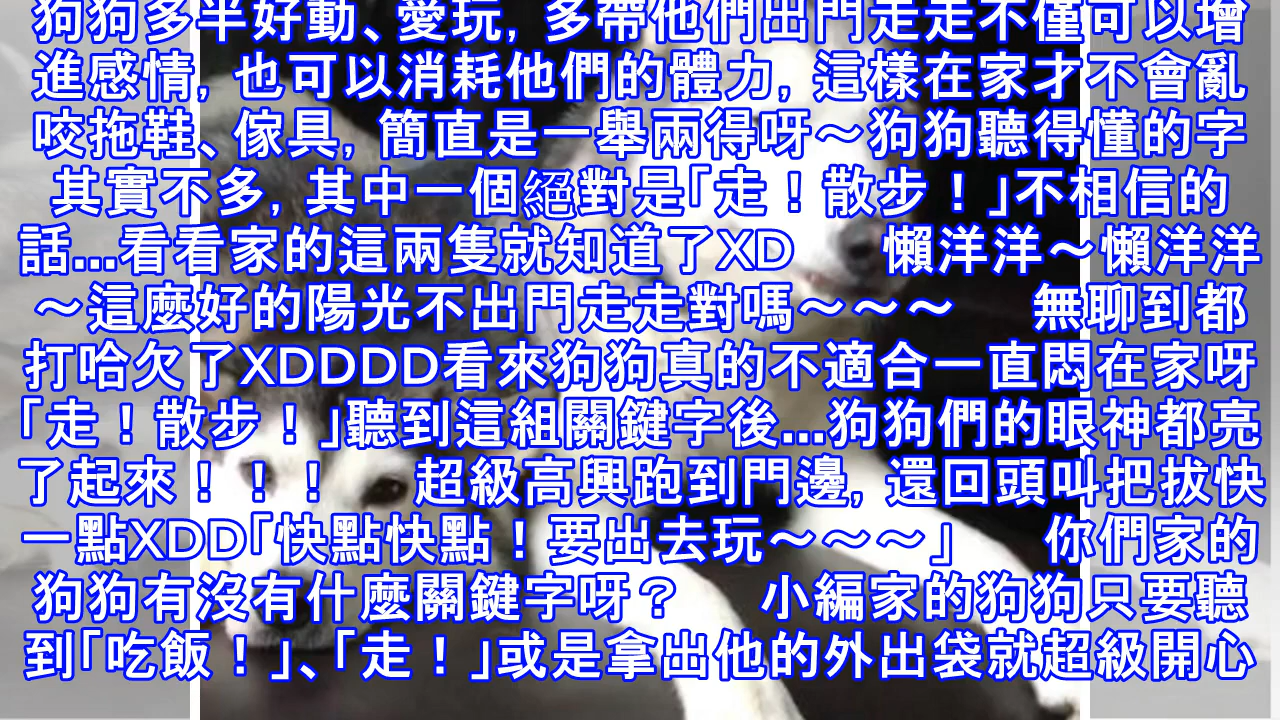 狗狗多半好動、愛玩, 多帶他們出門走走不僅可以增
進感情, 也可以消耗他們的體力, 這樣在家才不會亂
咬拖鞋、傢具, 簡直是一舉兩得呀～狗狗聽得懂的字
其實不多, 其中一個絕對是「走！散步！」不相信的
話...看看家的這兩隻就知道了XD　懶洋洋～懶洋洋
～這麼好的陽光不出門走走對嗎～～～　無聊到都
打哈欠了XDDDD看來狗狗真的不適合一直悶在家呀
「走！散步！」聽到這組關鍵字後...狗狗們的眼神都亮
了起來！！！　超級高興跑到門邊, 還回頭叫把拔快
一點XDD「快點快點！要出去玩～～～」　你們家的
狗狗有沒有什麼關鍵字呀？　小編家的狗狗只要聽
到「吃飯！」、「走！」或是拿出他的外出袋就超級開心